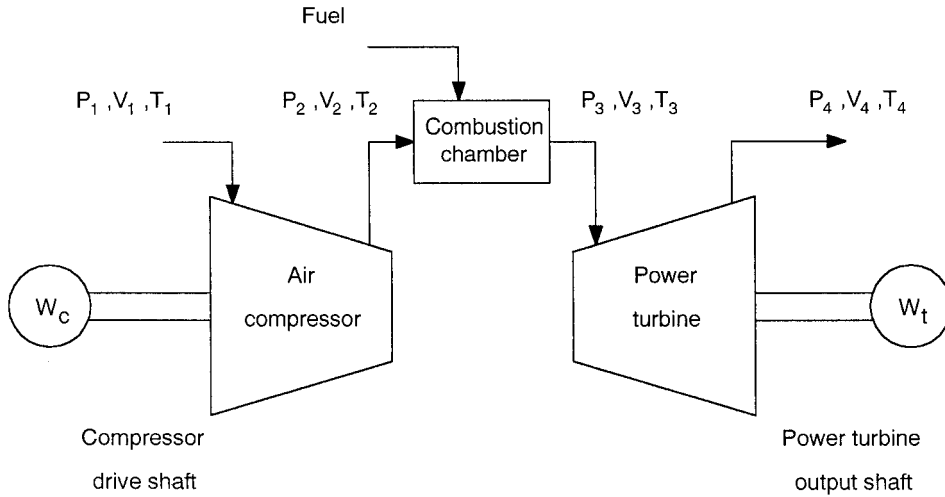 Fuel
P1 ,V1 ,T1
P2 ,V2 ,T2
Combustion
chamber
P3 ,V3 ,T3
P4 ,V4 ,T4
Air
compressor
Power
turbine
Wc
Wt
Compressor
drive shaft
Power turbine
output shaft